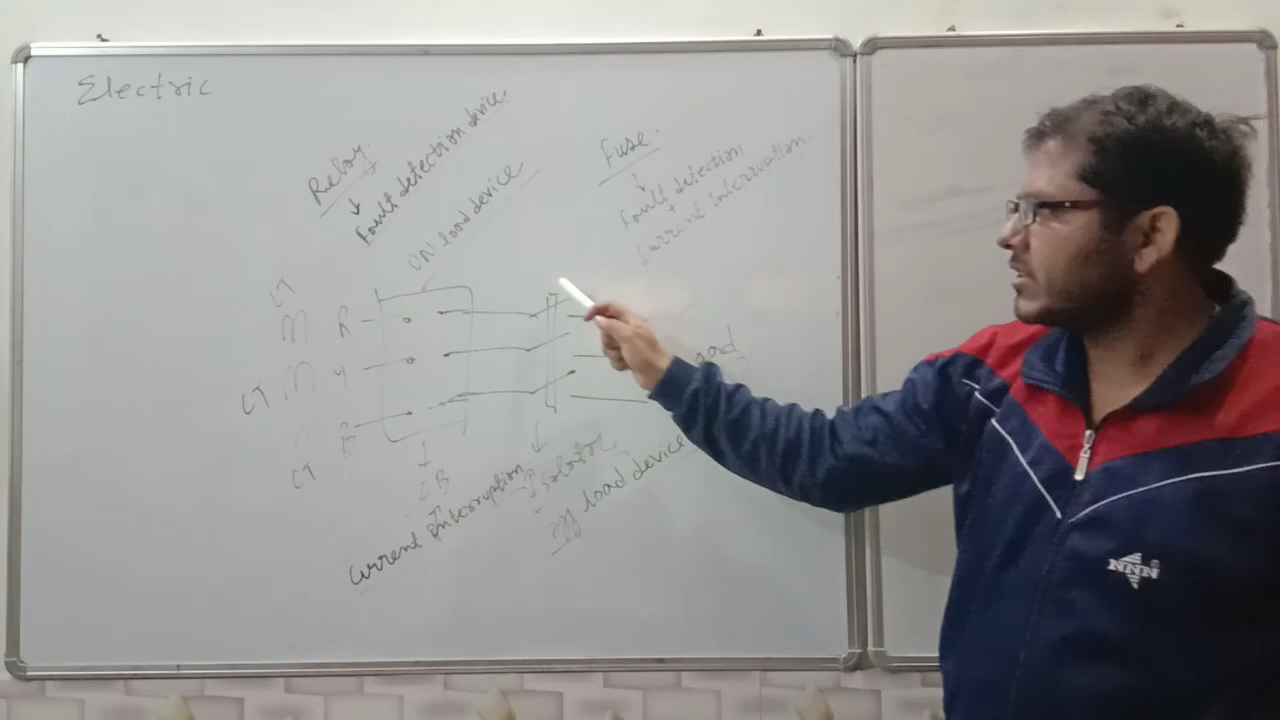 Electric
Relay
Fault detection device
ON load device
Fuse
Fault detection
+
Current interruption
CT
R
CT
Y
CT
B
CB
Current interruption
Isolator
Off load device
NNN